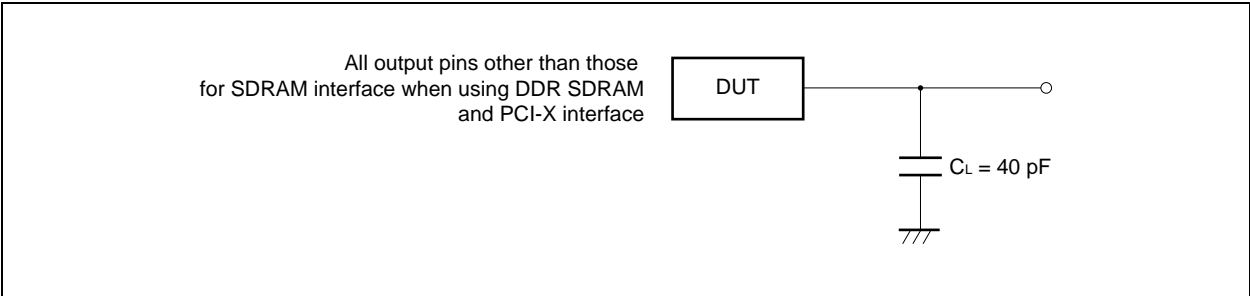 All output pins other than those
for SDRAM interface when using DDR SDRAM
and PCI-X interface
DUT
CL = 40 pF